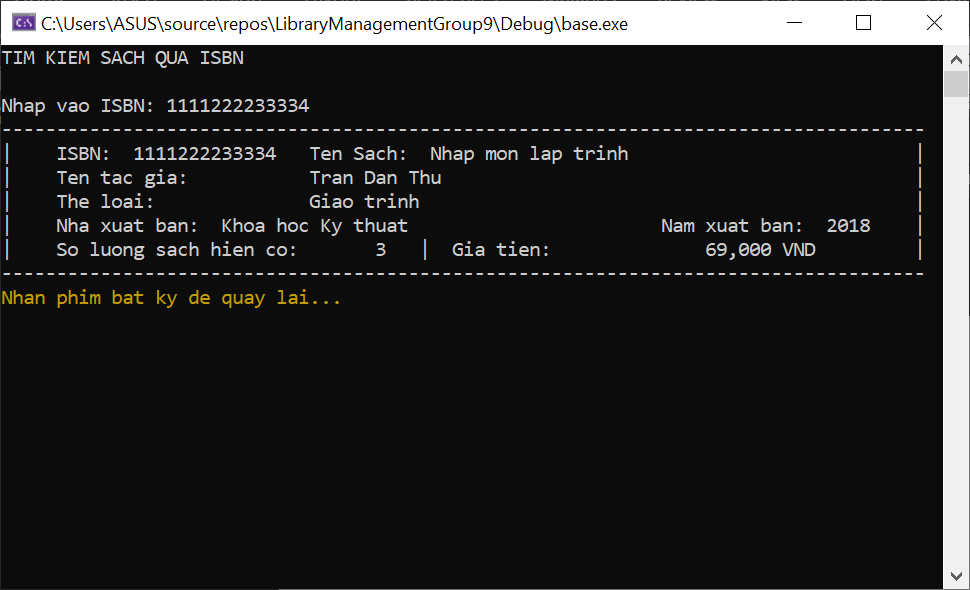 C:\Users\ASUS\source\repos\LibraryManagementGroup9\Debug\base.exe
TIM KIEM SACH QUA ISBN
Nhap vao ISBN: 1111222233334
--------------------------------------------------------------------------------
|    ISBN:  1111222233334   Ten Sach:  Nhap mon lap trinh                          |
|    Ten tac gia:           Tran Dan Thu                                           |
|    The loai:              Giao trinh                                             |
|    Nha xuat ban:  Khoa hoc Ky thuat                       Nam xuat ban:  2018    |
|    So luong sach hien co:       3   |  Gia tien:              69,000 VND         |
--------------------------------------------------------------------------------
Nhan phim bat ky de quay lai...